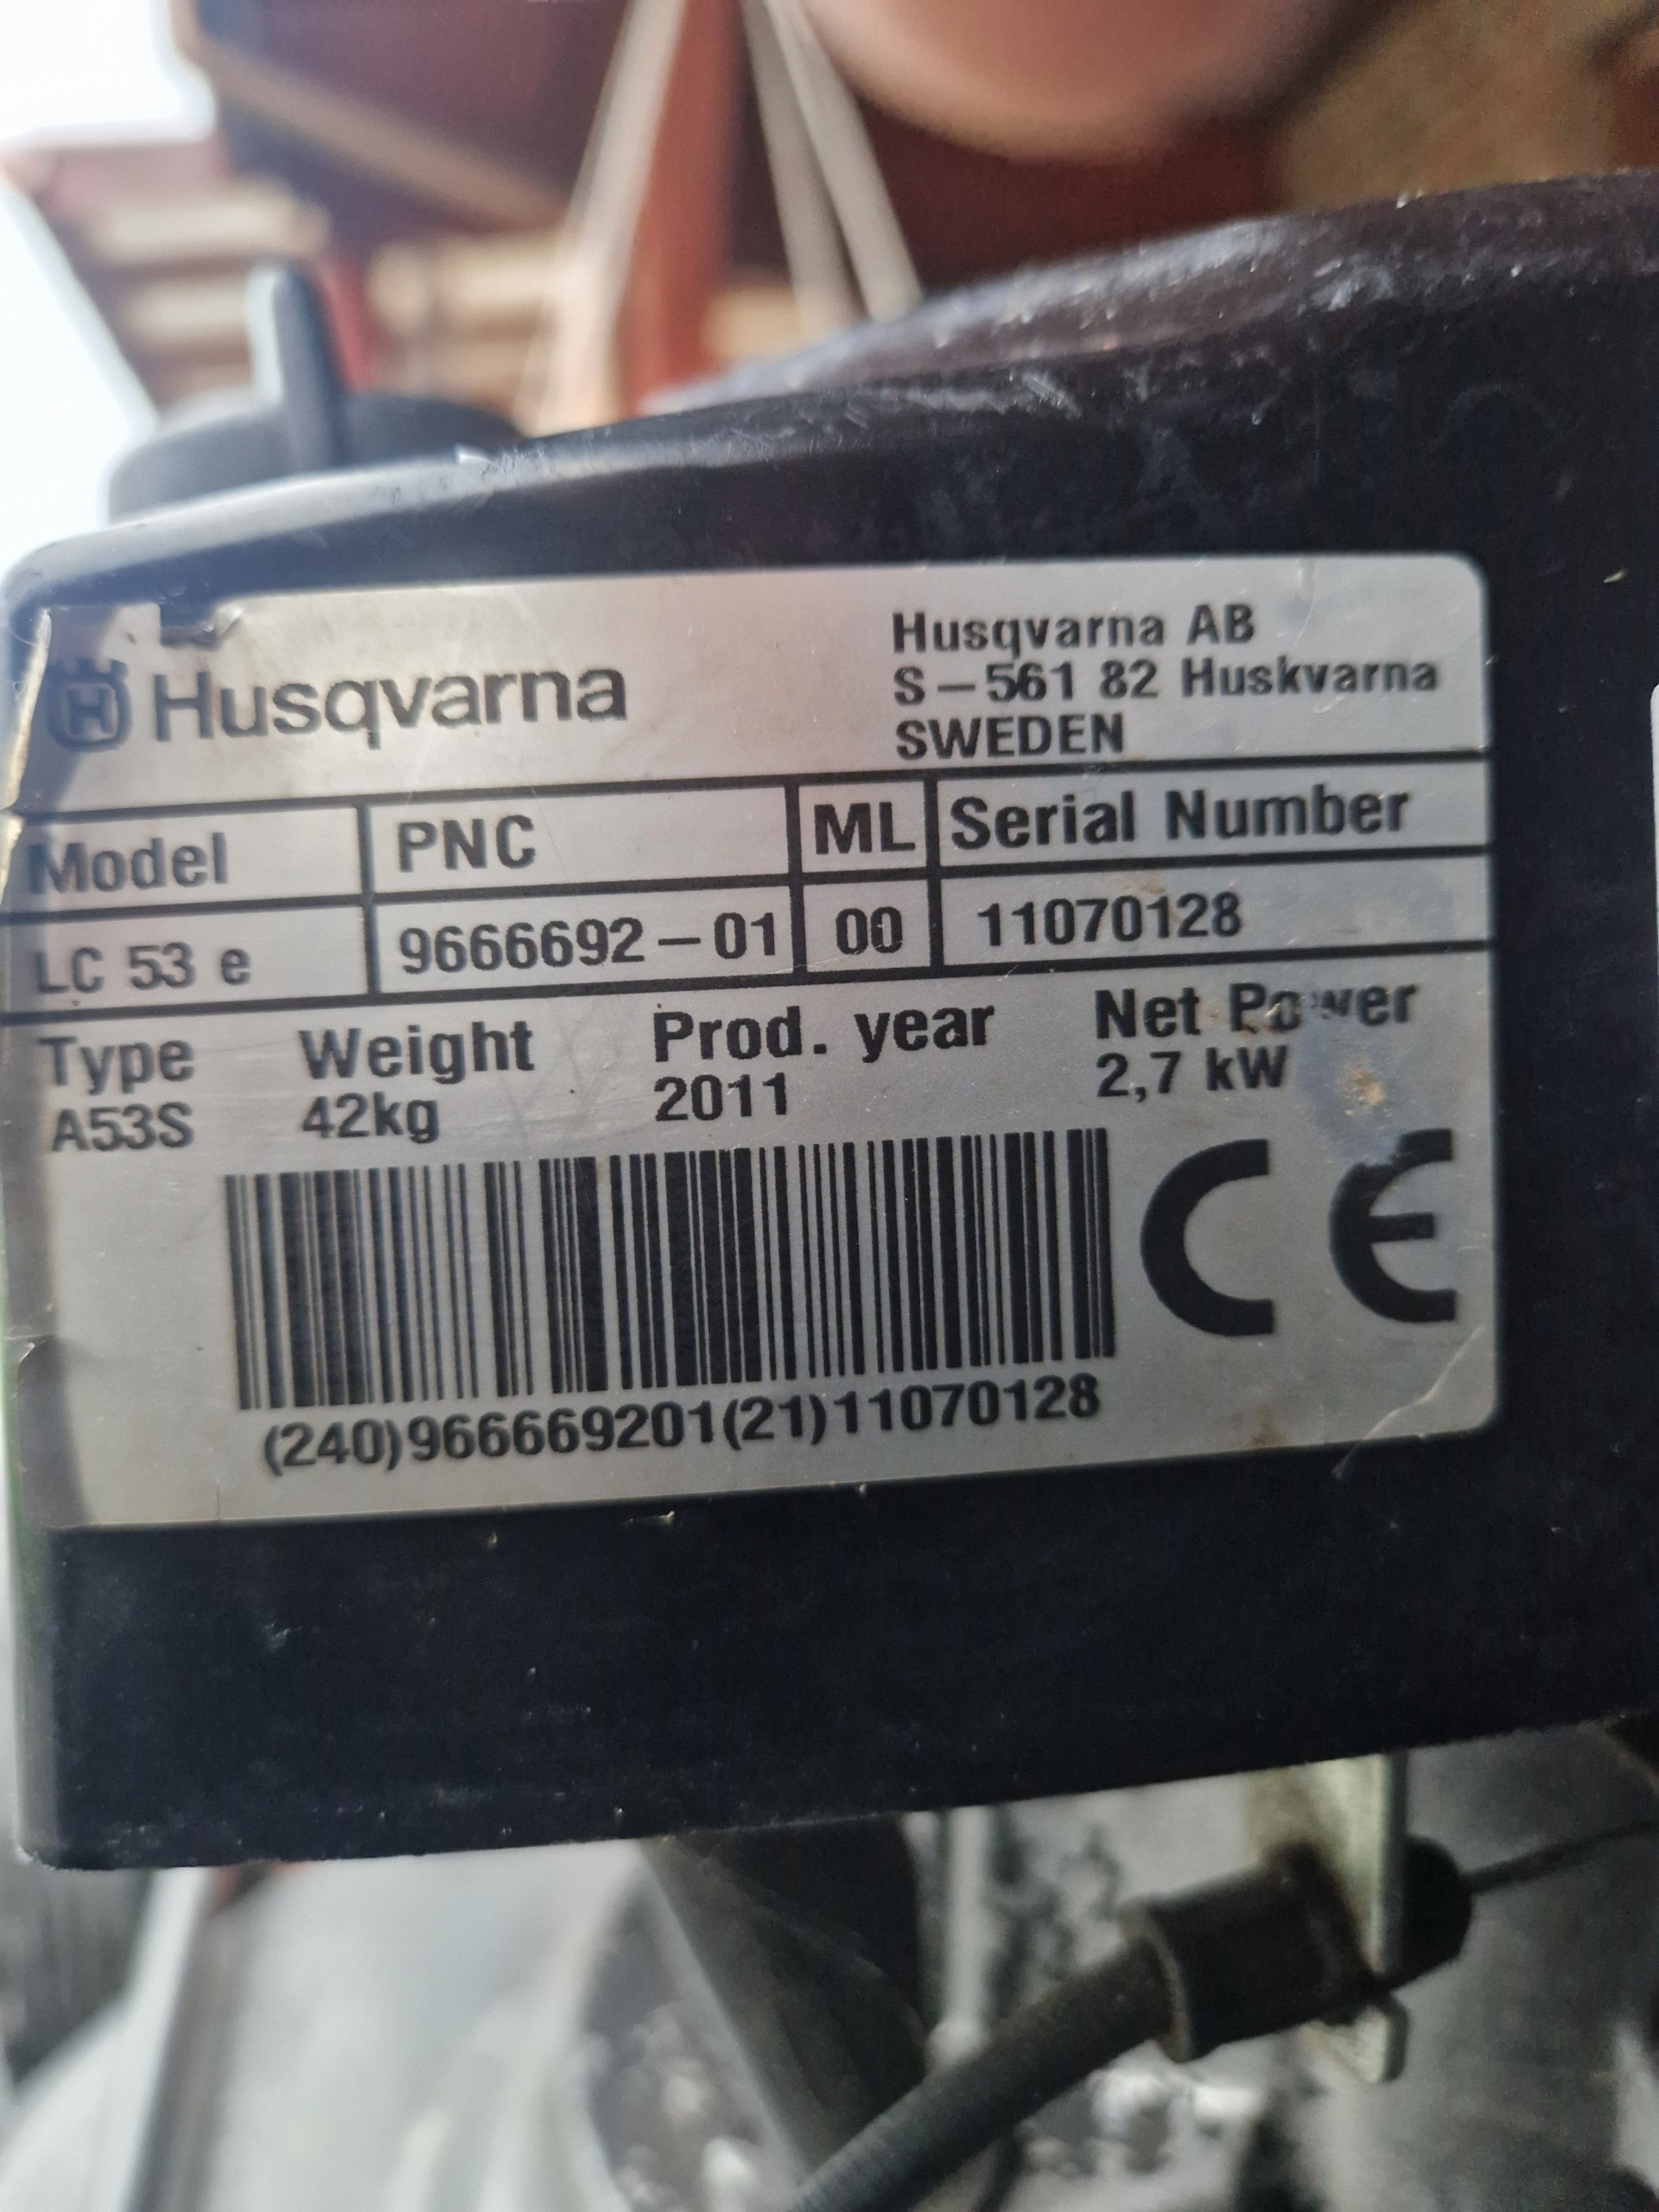 Husqvarna
Husqvarna AB
S-561 82 Huskvarna
SWEDEN
Model PNC ML Serial Number
LC 53 e 9666692-01 00 11070128
Type Weight Prod. year Net Power
A53S 42kg 2011 2,7 kW
CE
(240)966669201(21)11070128